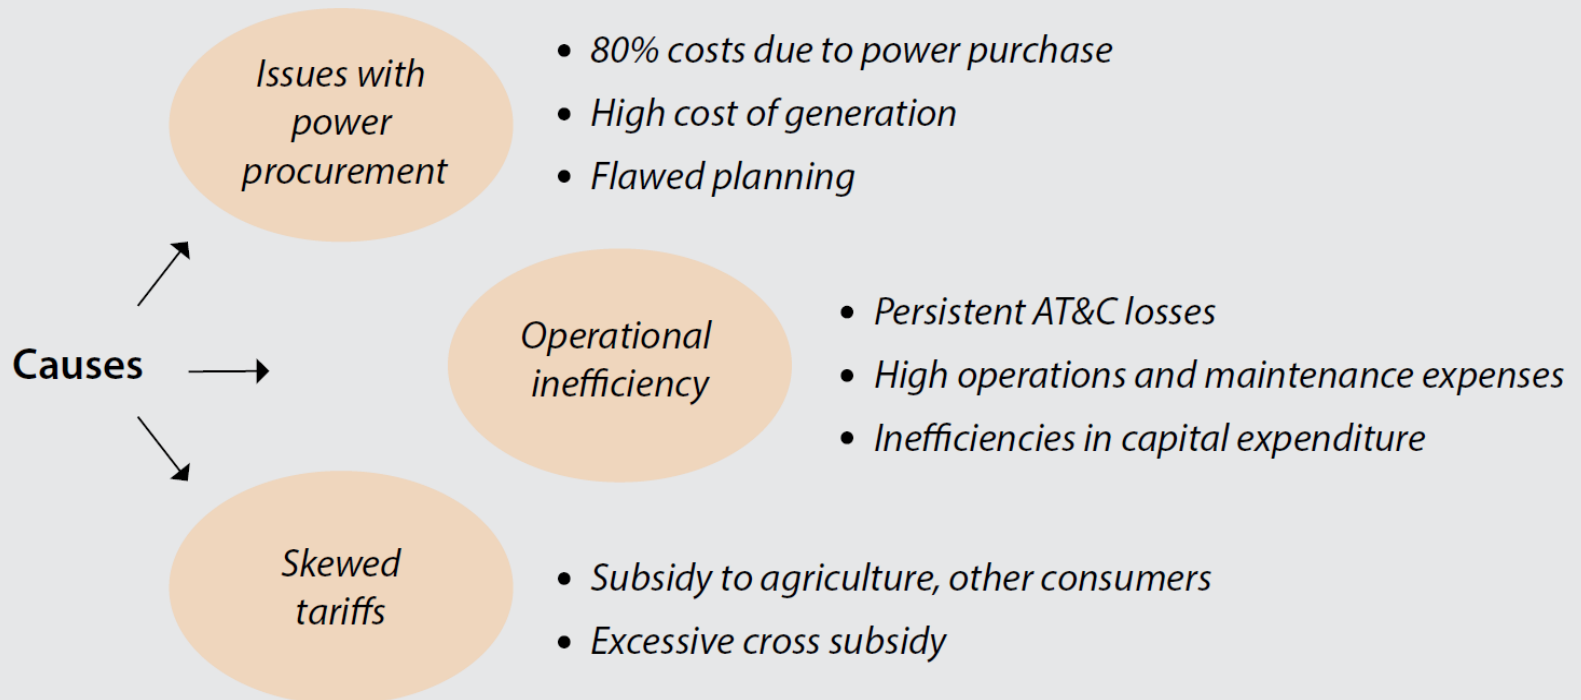 Causes
Issues with
power
procurement
• 80% costs due to power purchase
• High cost of generation
• Flawed planning
Operational
inefficiency
• Persistent AT&C losses
• High operations and maintenance expenses
• Inefficiencies in capital expenditure
Skewed
tariffs
• Subsidy to agriculture, other consumers
• Excessive cross subsidy